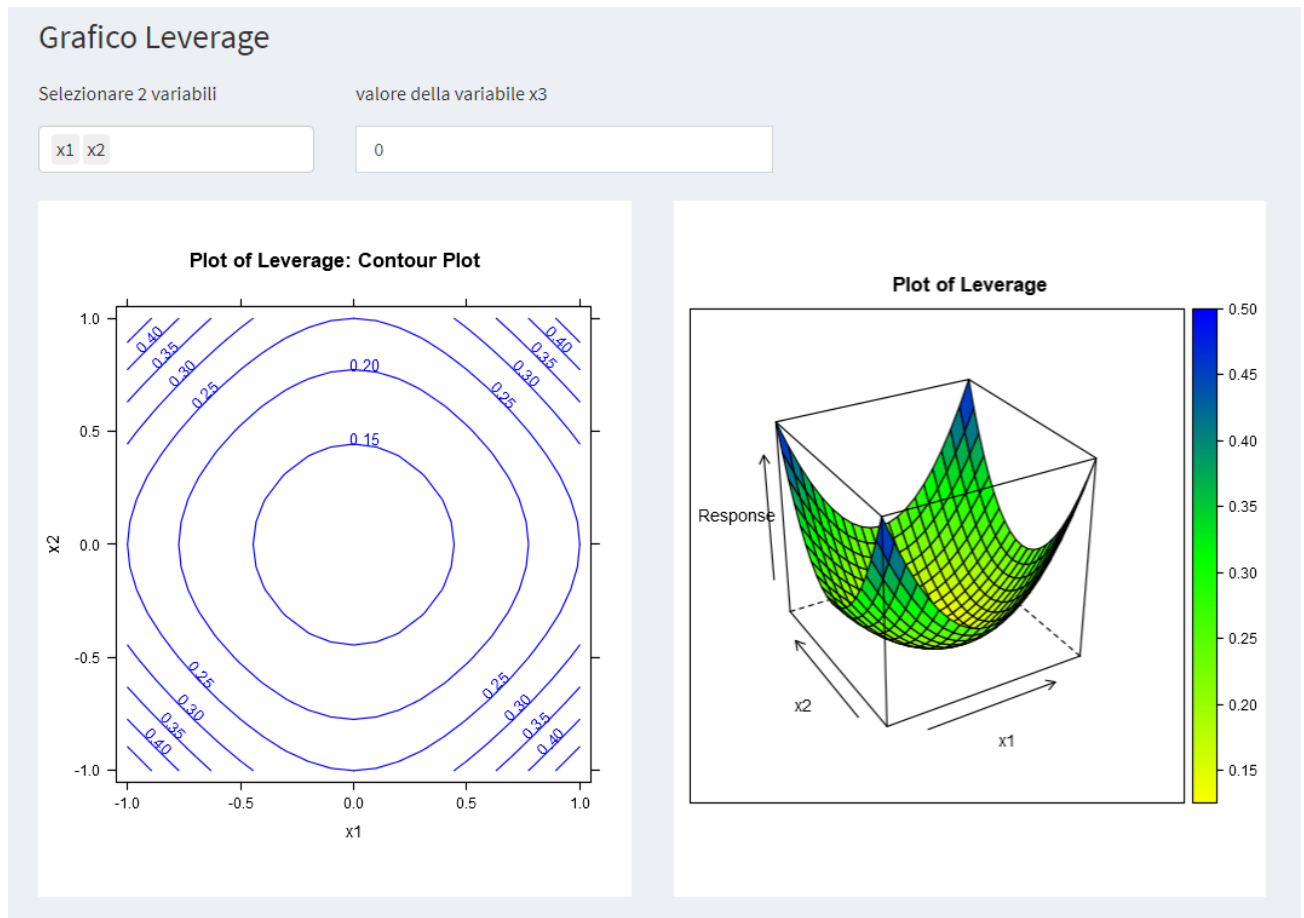 Grafico Leverage
Selezionare 2 variabili
valore della variabile x3
x1 x2
0
Plot of Leverage: Contour Plot
1.0
0.5
0.0
-0.5
-1.0
x2
0.40
0.35
0.30
0.25
0.40
0.35
0.30
0.25
0.20
0.15
0.25
0.30
0.35
0.40
0.25
0.30
0.35
0.40
-1.0 -0.5 0.0 0.5 1.0
x1
Plot of Leverage
Response
x2
x1
0.50
0.45
0.40
0.35
0.30
0.25
0.20
0.15